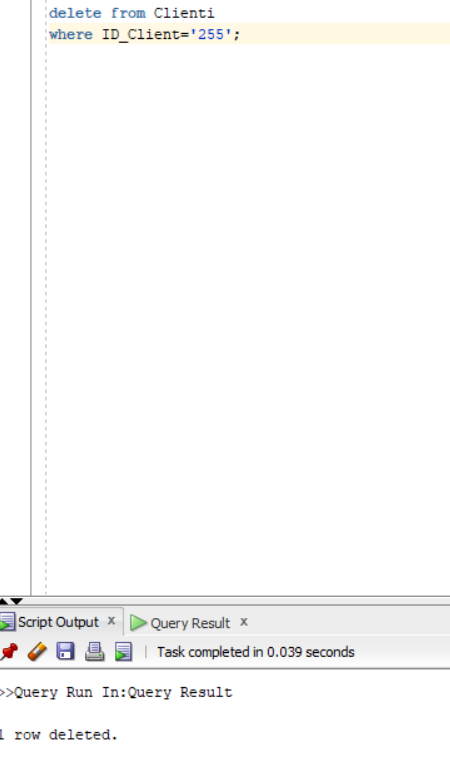 delete from Clienti
where ID_Client='255';
Script Output x Query Result x
Task completed in 0.039 seconds
>>Query Run In:Query Result
1 row deleted.